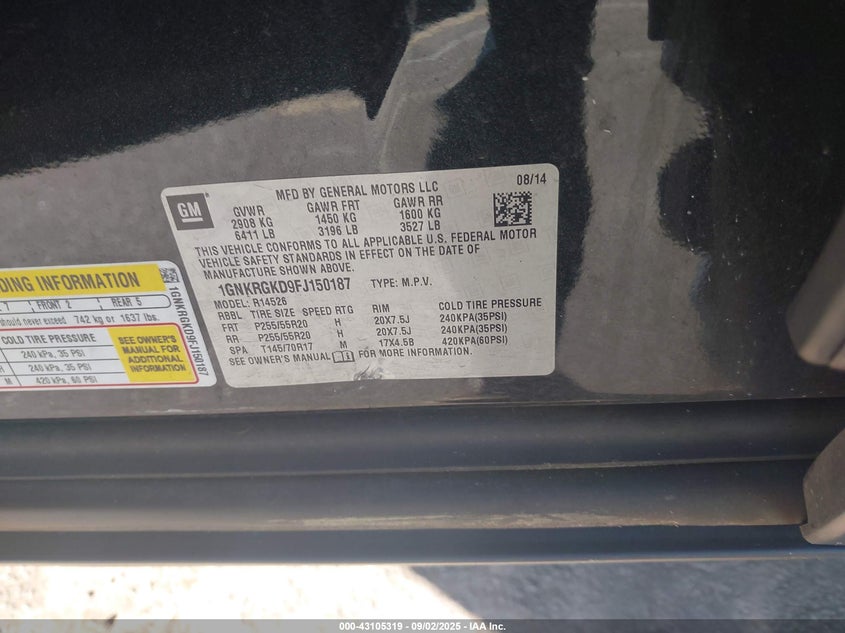 GM
MFD BY GENERAL MOTORS LLC
08/14
GVWR GAWR FRT GAWR RR
2908 KG 1450 KG 1600 KG
6411 LB 3196 LB 3527 LB
THIS VEHICLE CONFORMS TO ALL APPLICABLE U.S. FEDERAL MOTOR
VEHICLE SAFETY STANDARDS IN EFFECT ON THE DATE OF
MANUFACTURE SHOWN ABOVE.
1GNKRGKD9FJ150187 TYPE: M.P.V.
MODEL: R14526
RBBL TIRE SIZE SPEED RTG RIM COLD TIRE PRESSURE
FRT P255/55R20 H 20X7.5J 240KPA(35PSI)
RR P255/55R20 H 20X7.5J 240KPA(35PSI)
SPA T145/70R17 M 17X4.5B 420KPA(60PSI)
SEE OWNER'S MANUAL FOR MORE INFORMATION.
DING INFORMATION
7 FRONT 2 REAR 5
should never exceed 742 kg or 1637 lbs.
COLD TIRE PRESSURE
240 kPa, 35 PSI
H 240 kPa, 35 PSI
M 420 kPa, 60 PSI
SEE OWNER'S
MANUAL FOR
ADDITIONAL
INFORMATION
1GNKRGKD9FJ150187
000-43105319 - 09/02/2025 - COPYRIGHT © IAA, LLC